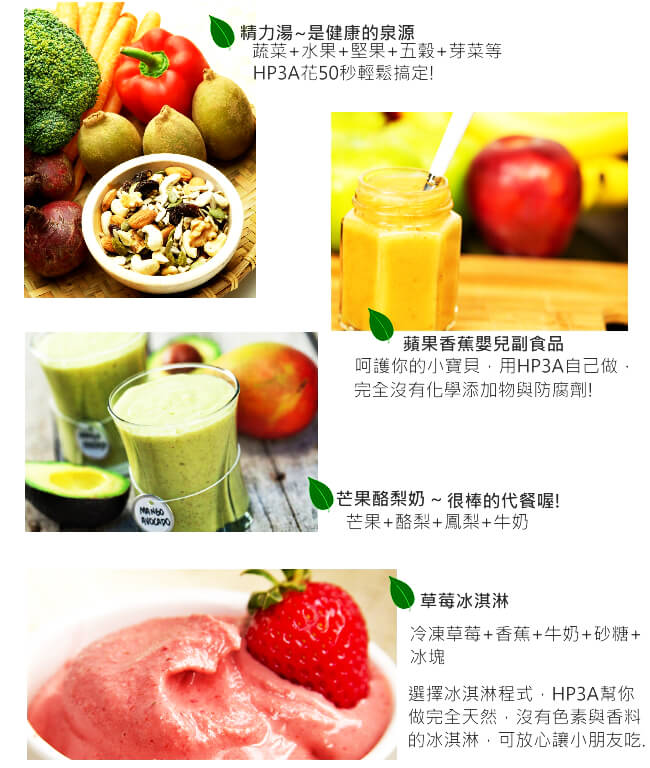 精力湯~是健康的泉源
蔬菜+水果+堅果+五穀+芽菜等
HP3A花50秒輕鬆搞定!
蘋果香蕉嬰兒副食品
呵護你的小寶貝，用HP3A自己做，
完全沒有化學添加物與防腐劑!
MANGO
AVOCADO
芒果酪梨奶 ~ 很棒的代餐喔!
芒果+酪梨+鳳梨+牛奶
草莓冰淇淋
冷凍草莓+香蕉+牛奶+砂糖+
冰塊
選擇冰淇淋程式，HP3A幫你
做完全天然，沒有色素與香料
的冰淇淋，可放心讓小朋友吃.